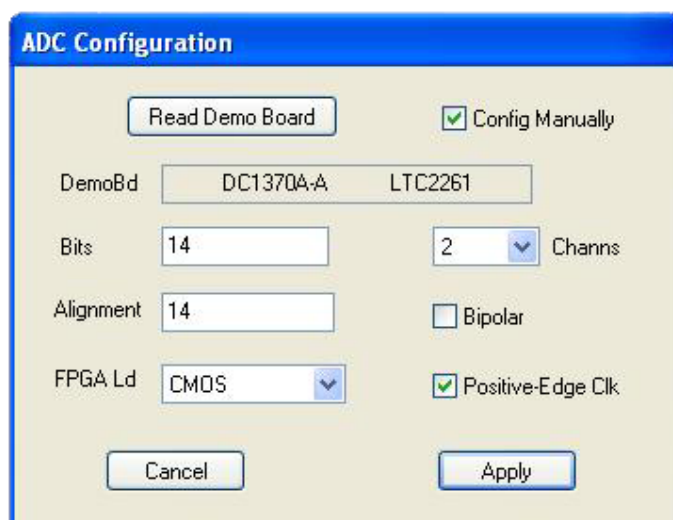 ADC Configuration
Read Demo Board Config Manually
DemoBd DC1370A-A LTC2261
Bits 14 2 Channs
Alignment 14 Bipolar
FPGA Ld CMOS Positive-Edge Clk
Cancel Apply